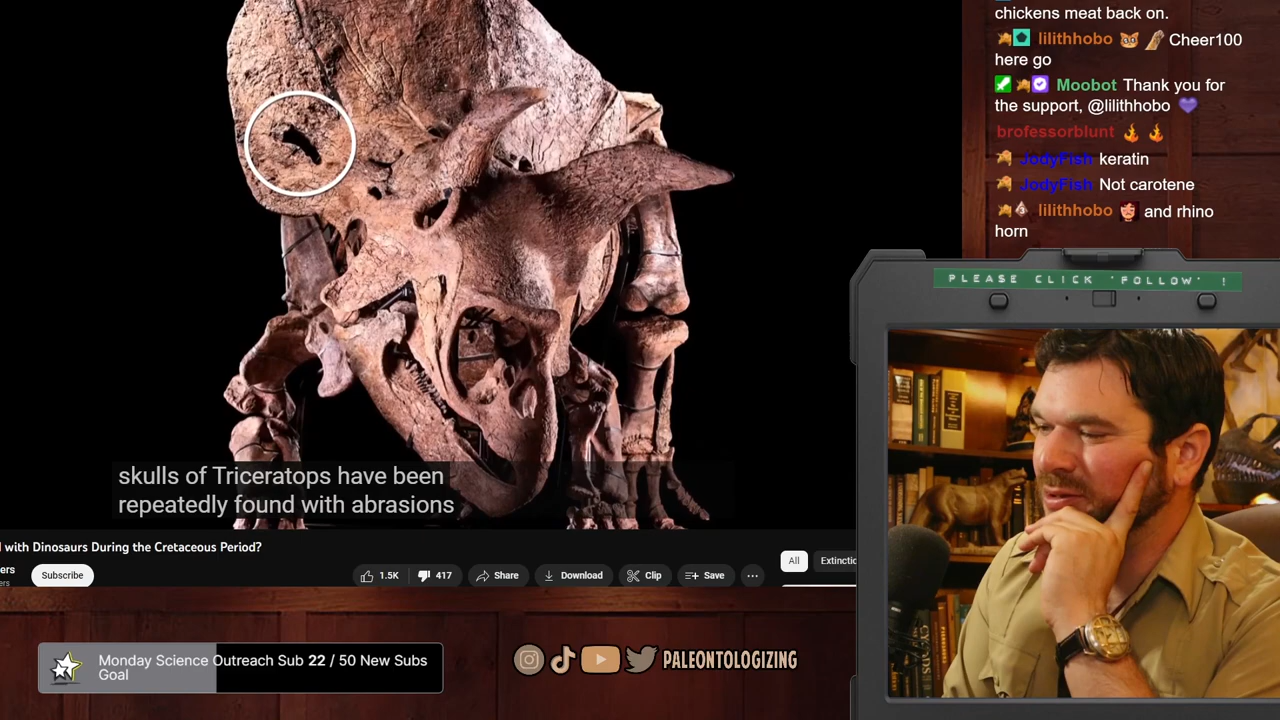 chickens meat back on.
lilithhobo Cheer100
here go
Moobot Thank you for
the support, @lilithhobo
brofessorblunt
JodyFish keratin
JodyFish Not carotene
lilithhobo and rhino
horn
PLEASE CLICK 'FOLLOW' !
skulls of Triceratops have been
repeatedly found with abrasions
with Dinosaurs During the Cretaceous Period?
ers
ers
Subscribe
1.5K
417
Share
Download
Clip
Save
All
Extinctio
Monday Science Outreach Sub 22 / 50 New Subs
Goal
PALEONTOLOGIZING